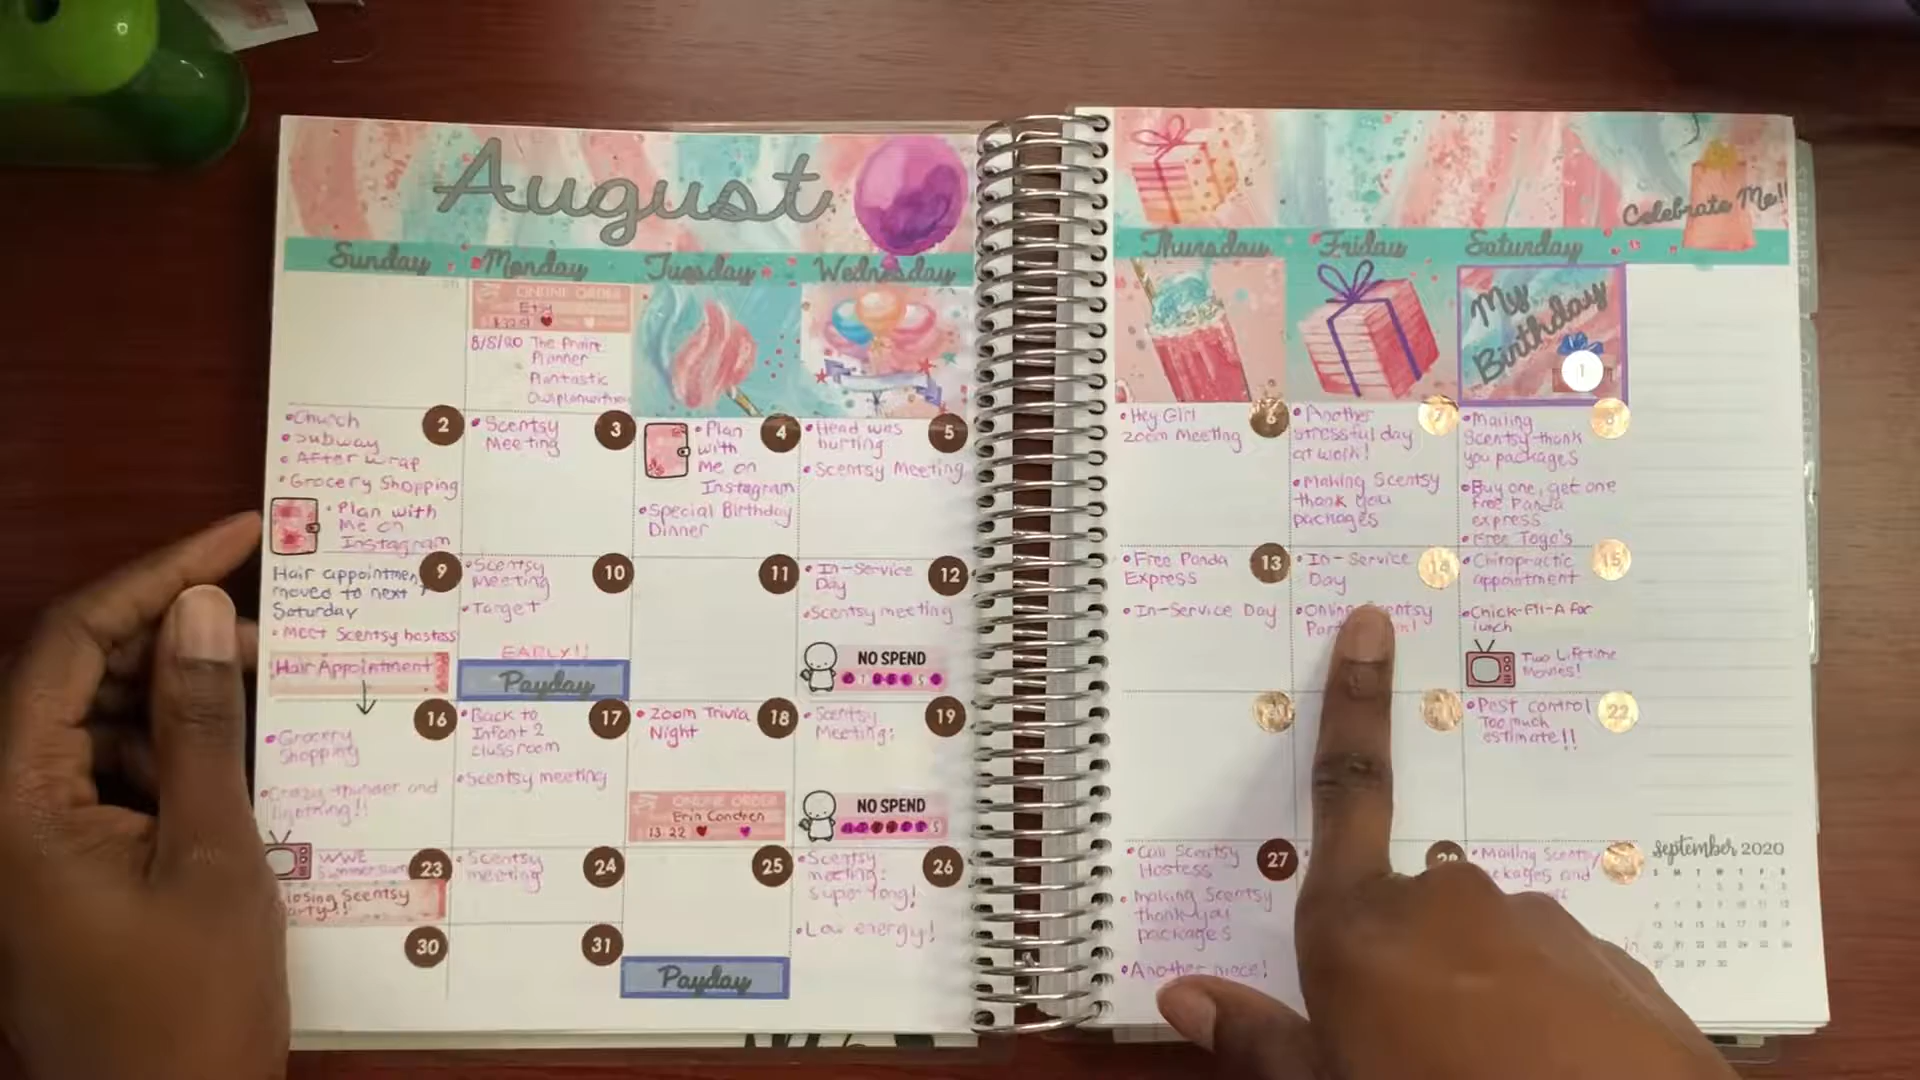 August
Celebrate Me!!
Sunday
Monday
Tuesday
Wednesday
Thursday
Friday
Saturday
ONLINE ORDER
Etsy
8/8/20 The
Planner
Plantastic
My
Birthday
1
•Church
2
•Subway
•After wrap
•Grocery Shopping
•Plan with
Me on
Instagram
•Scentsy
3
Meeting
•Plan
4
with
Me on
Instagram
•Special Birthday
Dinner
•Head was
5
hurting
•Scentsy Meeting
•Hey Girl
6
Zoom Meeting
•Another
7
stressful day
at work!
•Making Scentsy
thank you
packages
•Mailing
8
Scentsy thank
you packages
•Buy one, get one
free Panda
express
•Free Togo's
Hair
9
moved to next
Saturday
•Meet Scentsy hostess
Hair Appointment
•Scentsy
10
Meeting
•Target
EARLY!!
Payday
11
•In-Service
12
Day
•Scentsy meeting
NO SPEND
•Free Panda
13
Express
•In-Service Day
•In-Service
14
Day
•Chiropractic
15
appointment
•Chick-Fil-A for
lunch
Two Lifetime
Movies!
16
•Grocery
Shopping
•Crazy thunder and
lightning!!
•Back to
17
Infant 2
classroom
•Scentsy meeting
•Zoom Trivia
18
Night
ONLINE ORDER
Erin Condren
13.22
•Scentsy
19
Meeting!
NO SPEND
•Pest control
22
Too much
estimate!!
WWE
23
Scentsy
•Scentsy
24
meeting
25
•Scentsy
26
meeting:
super long!
•Low energy!
•Call Scentsy
27
Hostess
•Making Scentsy
thank you
packages
•Another piece!
28
•Mailing Scentsy
and
30
31
Payday
September 2020